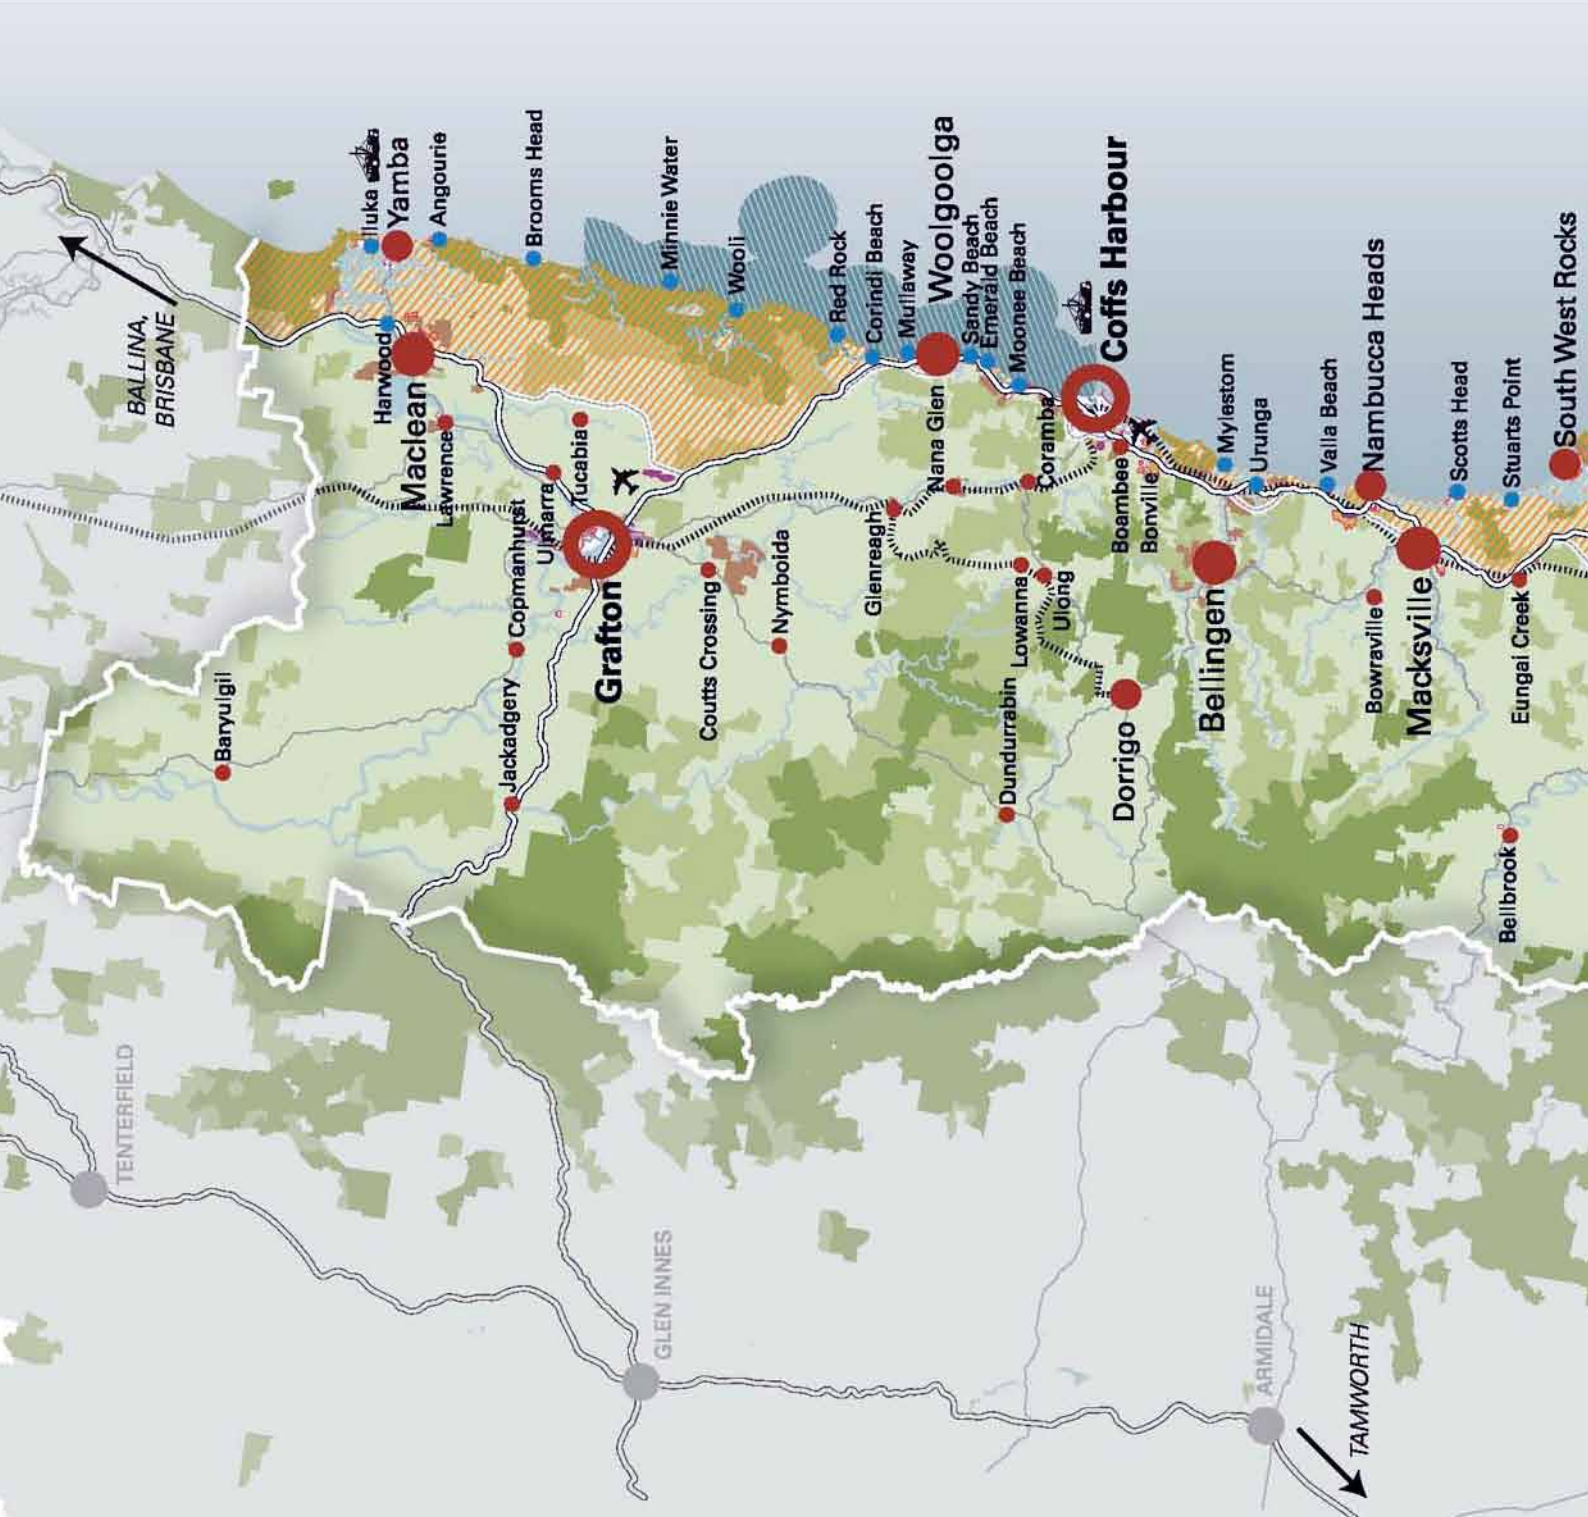 BALLINA,
BRISBANE
Iluka
Yamba
Angourie
Brooms Head
Minnie Water
Wooli
Red Rock
Corindi Beach
Mullaway
Woolgoolga
Sandy Beach
Emerald Beach
Moonee Beach
Coffs Harbour
Harwood
Maclean
Lawrence
Tucabia
Ulmarra
Copmanhurst
Grafton
Coutts Crossing
Nymboida
Glenreagh
Nana Glen
Coramba
Boambee
Bonville
Mylestom
Urunga
Valla Beach
Nambucca Heads
Scotts Head
Stuarts Point
South West Rocks
Lowanna
Ulong
Baryulgil
Jackadgery
Dundurrabin
Dorrigo
Bellingen
Bowraville
Macksville
Eungai Creek
Bellbrook
TENTERFIELD
GLEN INNES
ARMIDALE
TAMWORTH